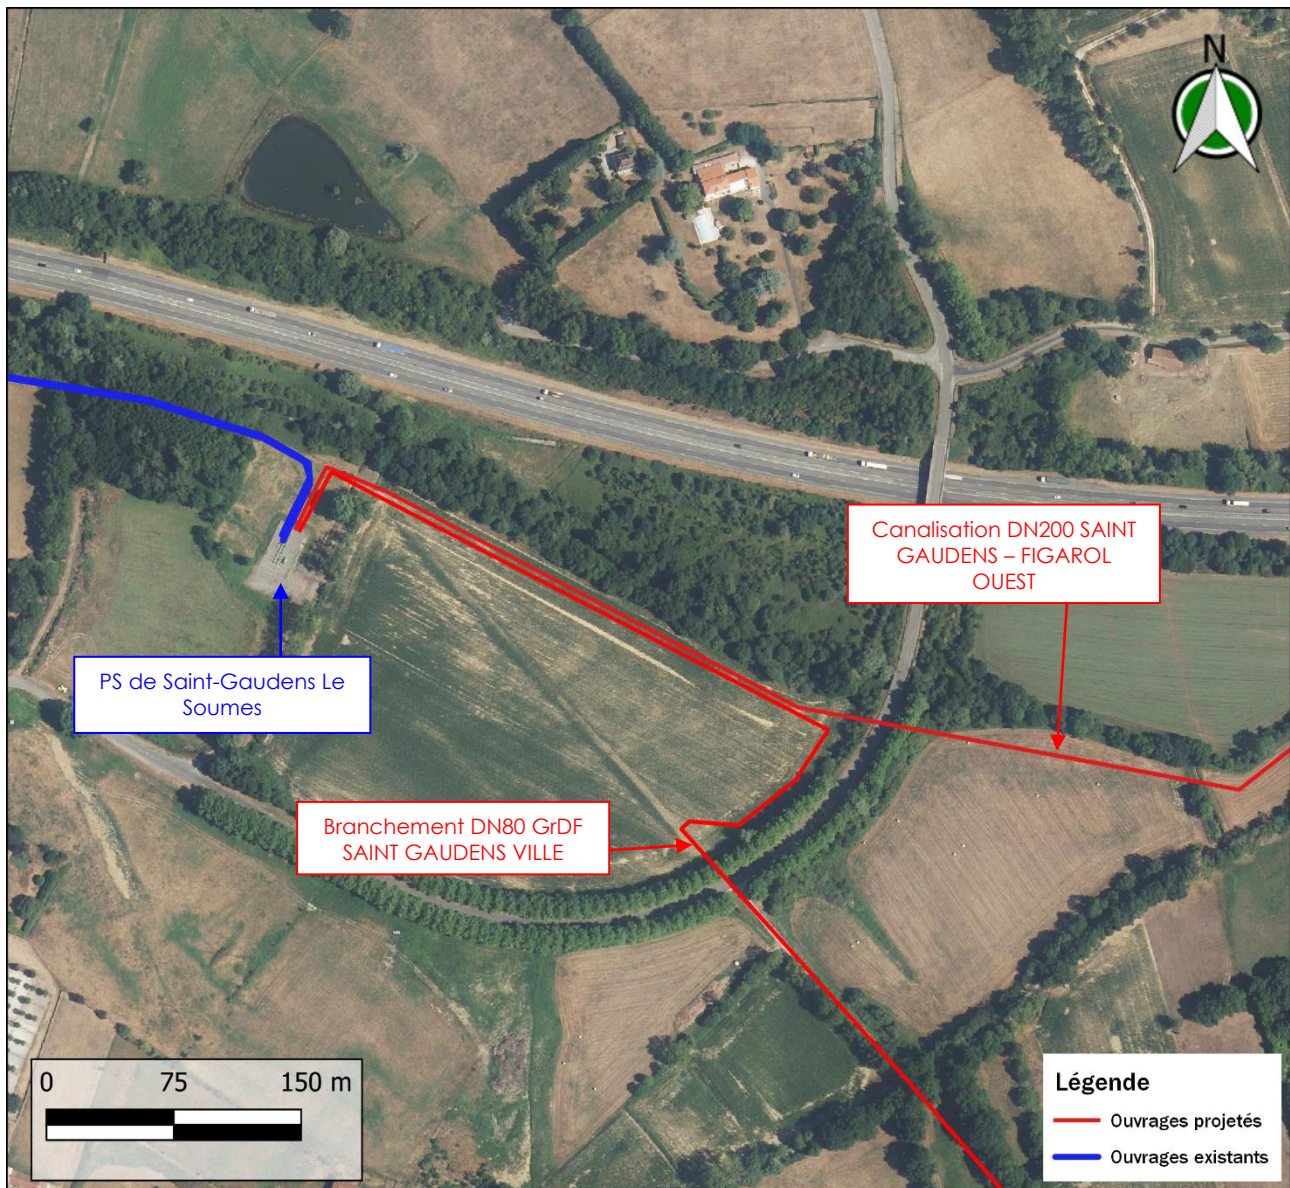 N
Canalisation DN200 SAINT
GAUDENS – FIGAROL
OUEST
PS de Saint-Gaudens Le
Soumes
Branchement DN80 GrDF
SAINT GAUDENS VILLE
0 75 150 m
Légende
Ouvrages projetés
Ouvrages existants